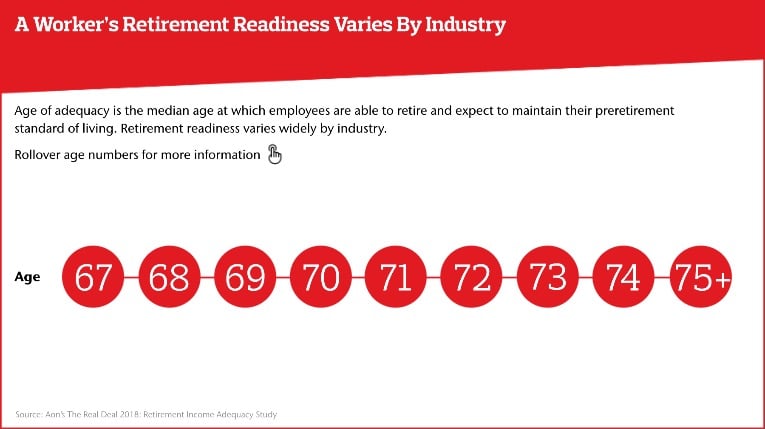 A Worker's Retirement Readiness Varies By Industry
Age of adequacy is the median age at which employees are able to retire and expect to maintain their preretirement
standard of living. Retirement readiness varies widely by industry.
Rollover age numbers for more information
Age 67 68 69 70 71 72 73 74 75+
Source: Aon's The Real Deal 2018: Retirement Income Adequacy Study